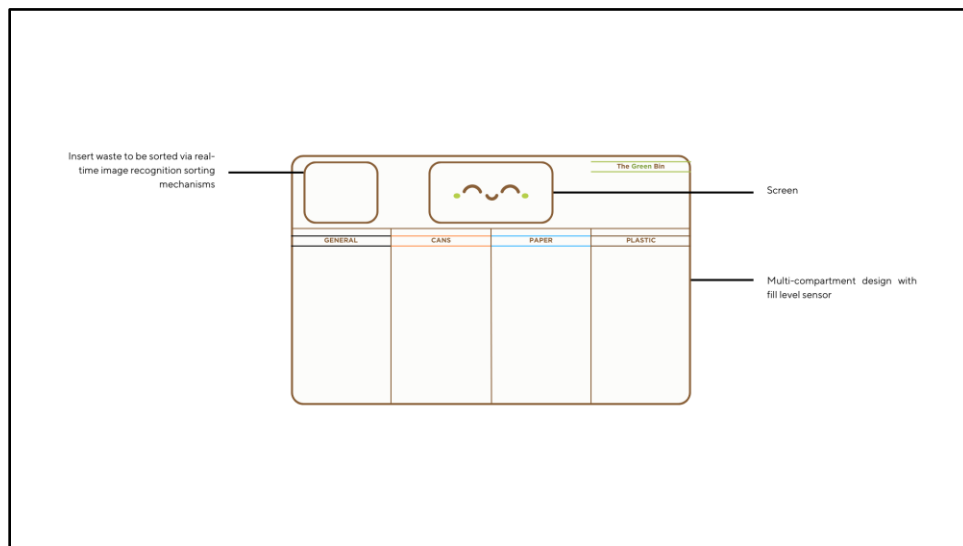 Insert waste to be sorted via real-
time image recognition sorting
mechanisms
The Green Bin
Screen
GENERAL
CANS
PAPER
PLASTIC
Multi-compartment design with
fill level sensor